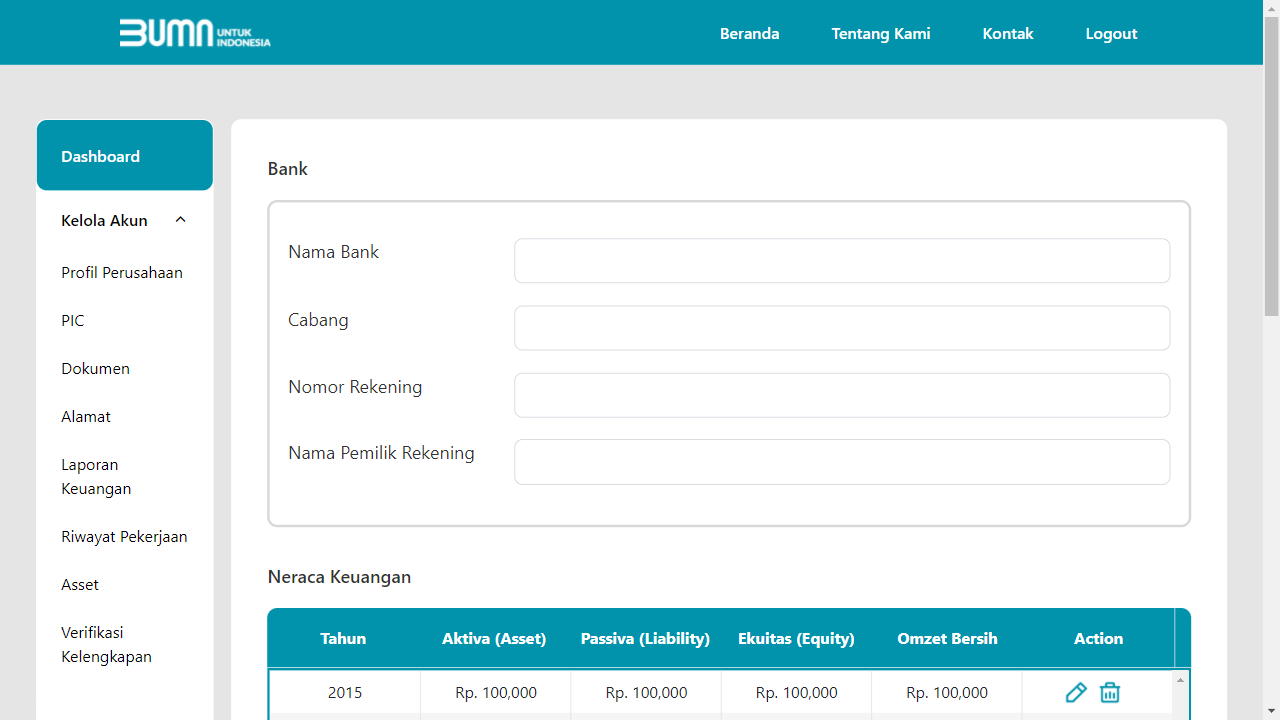 BUMN UNTUK INDONESIA
Beranda Tentang Kami Kontak Logout
Dashboard
Kelola Akun
Profil Perusahaan
PIC
Dokumen
Alamat
Laporan
Keuangan
Riwayat Pekerjaan
Asset
Verifikasi
Kelengkapan
Bank
Nama Bank
Cabang
Nomor Rekening
Nama Pemilik Rekening
Neraca Keuangan
Tahun Aktiva (Asset) Passiva (Liability) Ekuitas (Equity) Omzet Bersih Action
2015 Rp. 100,000 Rp. 100,000 Rp. 100,000 Rp. 100,000